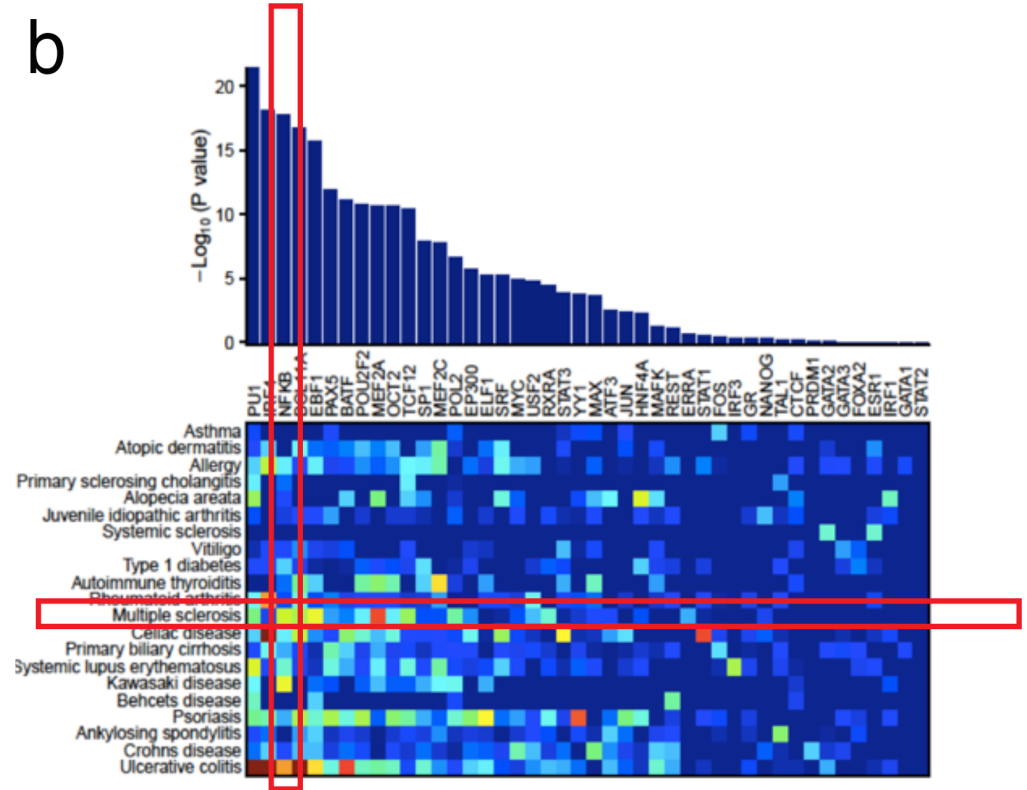 b
20
15
10
5
0
−Log₁₀ (P value)
PU1
IRF4
NFKB
BCL11A
EBF1
PAX5
BATF
POU2F2
MEF2A
OCT2
TCF12
SP1
MEF2C
POL2
EP300
ELF1
SRF
MYC
USF2
RXRA
STAT3
YY1
MAX
ATF3
JUN
HNF4A
MAFK
REST
ERRA
STAT1
FOS
IRF3
GR
NANOG
TAL1
CTCF
PRDM1
GATA2
GATA3
FOXA2
ESR1
IRF1
GATA1
STAT2
Asthma
Atopic dermatitis
Allergy
Primary sclerosing cholangitis
Alopecia areata
Juvenile idiopathic arthritis
Systemic sclerosis
Vitiligo
Type 1 diabetes
Autoimmune thyroiditis
Rheumatoid arthritis
Multiple sclerosis
Celiac disease
Primary biliary cirrhosis
Systemic lupus erythematosus
Kawasaki disease
Behcets disease
Psoriasis
Ankylosing spondylitis
Crohns disease
Ulcerative colitis